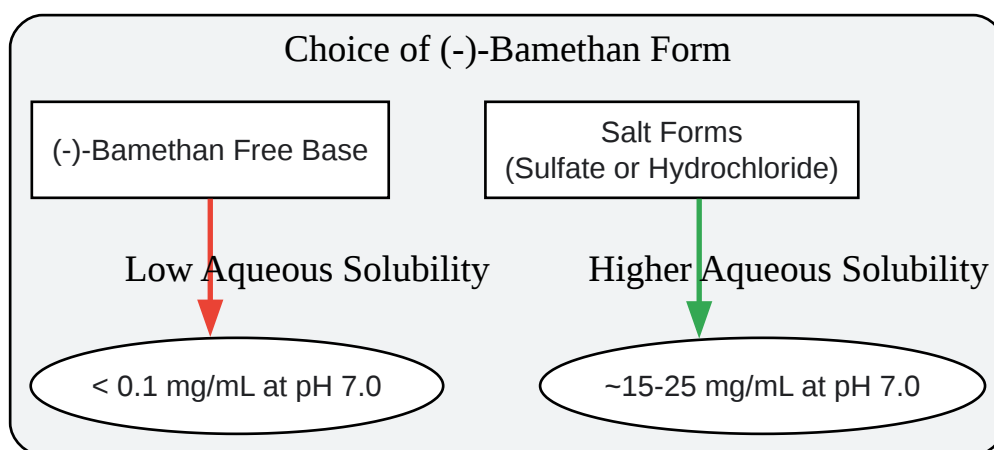 Choice of (-)-Bamethan Form
(-)-Bamethan Free Base
Salt Forms
(Sulfate or Hydrochloride)
Low Aqueous Solubility
Higher Aqueous Solubility
< 0.1 mg/mL at pH 7.0
~15-25 mg/mL at pH 7.0